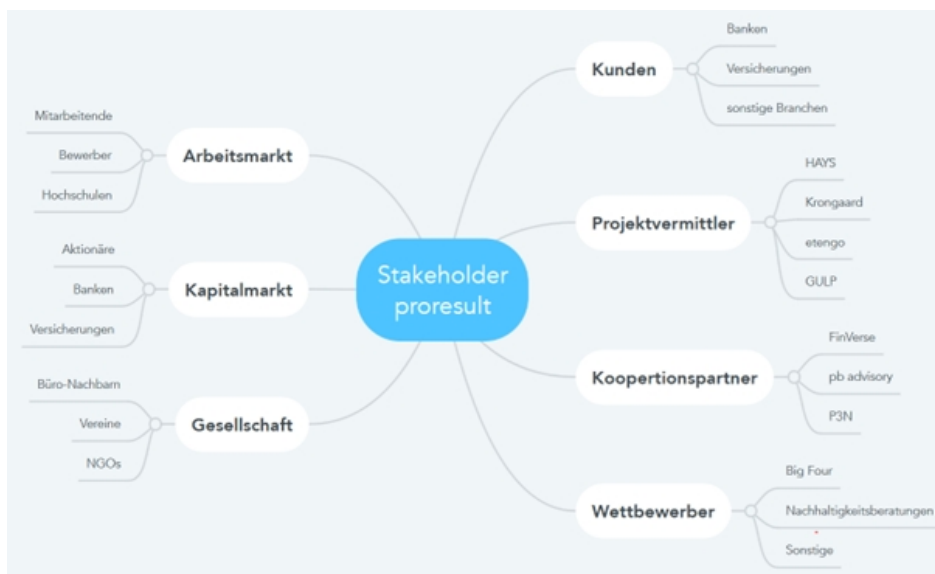 Stakeholder
proresult
Arbeitsmarkt
Mitarbeitende
Bewerber
Hochschulen
Kapitalmarkt
Aktionäre
Banken
Versicherungen
Gesellschaft
Büro-Nachbarn
Vereine
NGOs
Kunden
Banken
Versicherungen
sonstige Branchen
Projektvermittler
HAYS
Krongaard
etengo
GULP
Koopertionspartner
FinVerse
pb advisory
P3N
Wettbewerber
Big Four
Nachhaltigkeitsberatungen
Sonstige